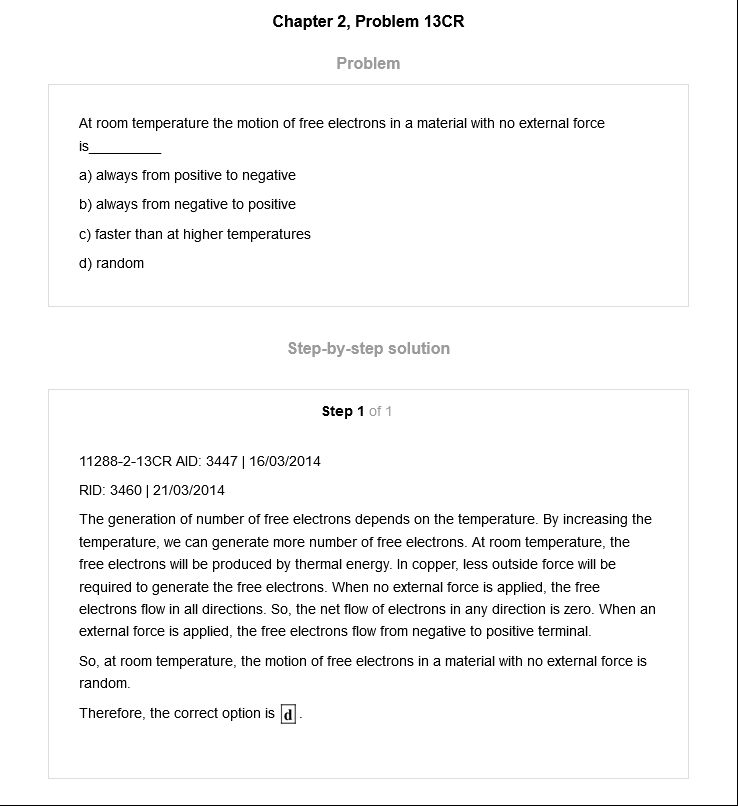 Chapter 2, Problem 13CR
Problem
At room temperature the motion of free electrons in a material with no external force
is_________
a) always from positive to negative
b) always from negative to positive
c) faster than at higher temperatures
d) random
Step-by-step solution
Step 1 of 1
11288-2-13CR AID: 3447 | 16/03/2014
RID: 3460 | 21/03/2014
The generation of number of free electrons depends on the temperature. By increasing the
temperature, we can generate more number of free electrons. At room temperature, the
free electrons will be produced by thermal energy. In copper, less outside force will be
required to generate the free electrons. When no external force is applied, the free
electrons flow in all directions. So, the net flow of electrons in any direction is zero. When an
external force is applied, the free electrons flow from negative to positive terminal.
So, at room temperature, the motion of free electrons in a material with no external force is
random.
Therefore, the correct option is d .